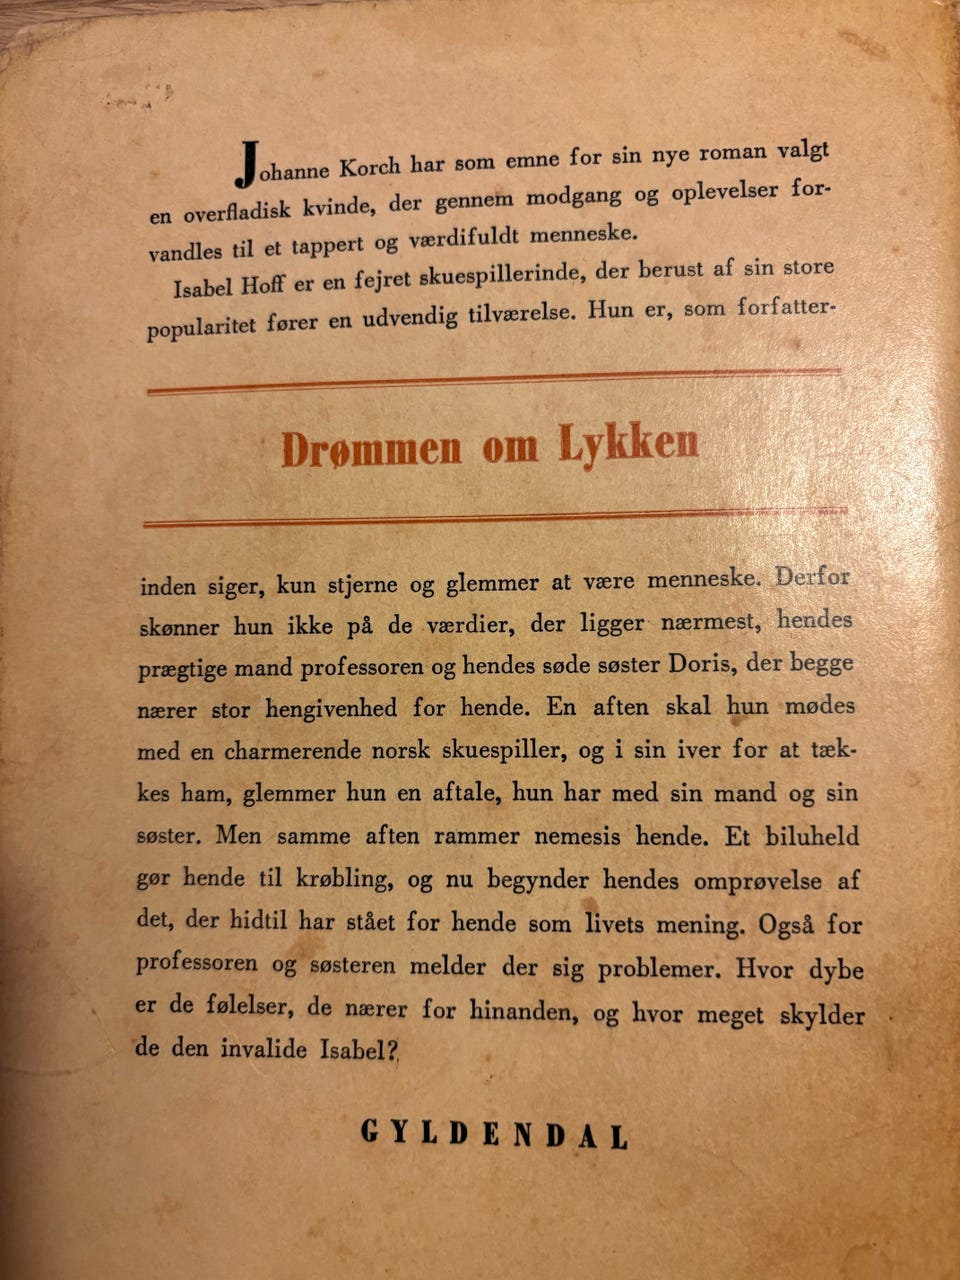 Johanne Korch har som emne for sin nye roman valgt
en overfladisk kvinde, der gennem modgang og oplevelser for-
vandles til et tappert og værdifuldt menneske.
Isabel Hoff er en fejret skuespillerinde, der berust af sin store
popularitet fører en udvendig tilværelse. Hun er, som forfatter-
Drømmen om Lykken
inden siger, kun stjerne og glemmer at være menneske. Derfor
skønner hun ikke på de værdier, der ligger nærmest, hendes
prægtige mand professoren og hendes søde søster Doris, der begge
nærer stor hengivenhed for hende. En aften skal hun mødes
med en charmerende norsk skuespiller, og i sin iver for at tæk-
kes ham, glemmer hun en aftale, hun har med sin mand og sin
søster. Men samme aften rammer nemesis hende. Et biluheld
gør hende til krøbling, og nu begynder hendes omprøvelse af
det, der hidtil har stået for hende som livets mening. Også for
professoren og søsteren melder der sig problemer. Hvor dybe
er de følelser, de nærer for hinanden, og hvor meget skylder
de den invalide Isabel?
GYLDENDAL